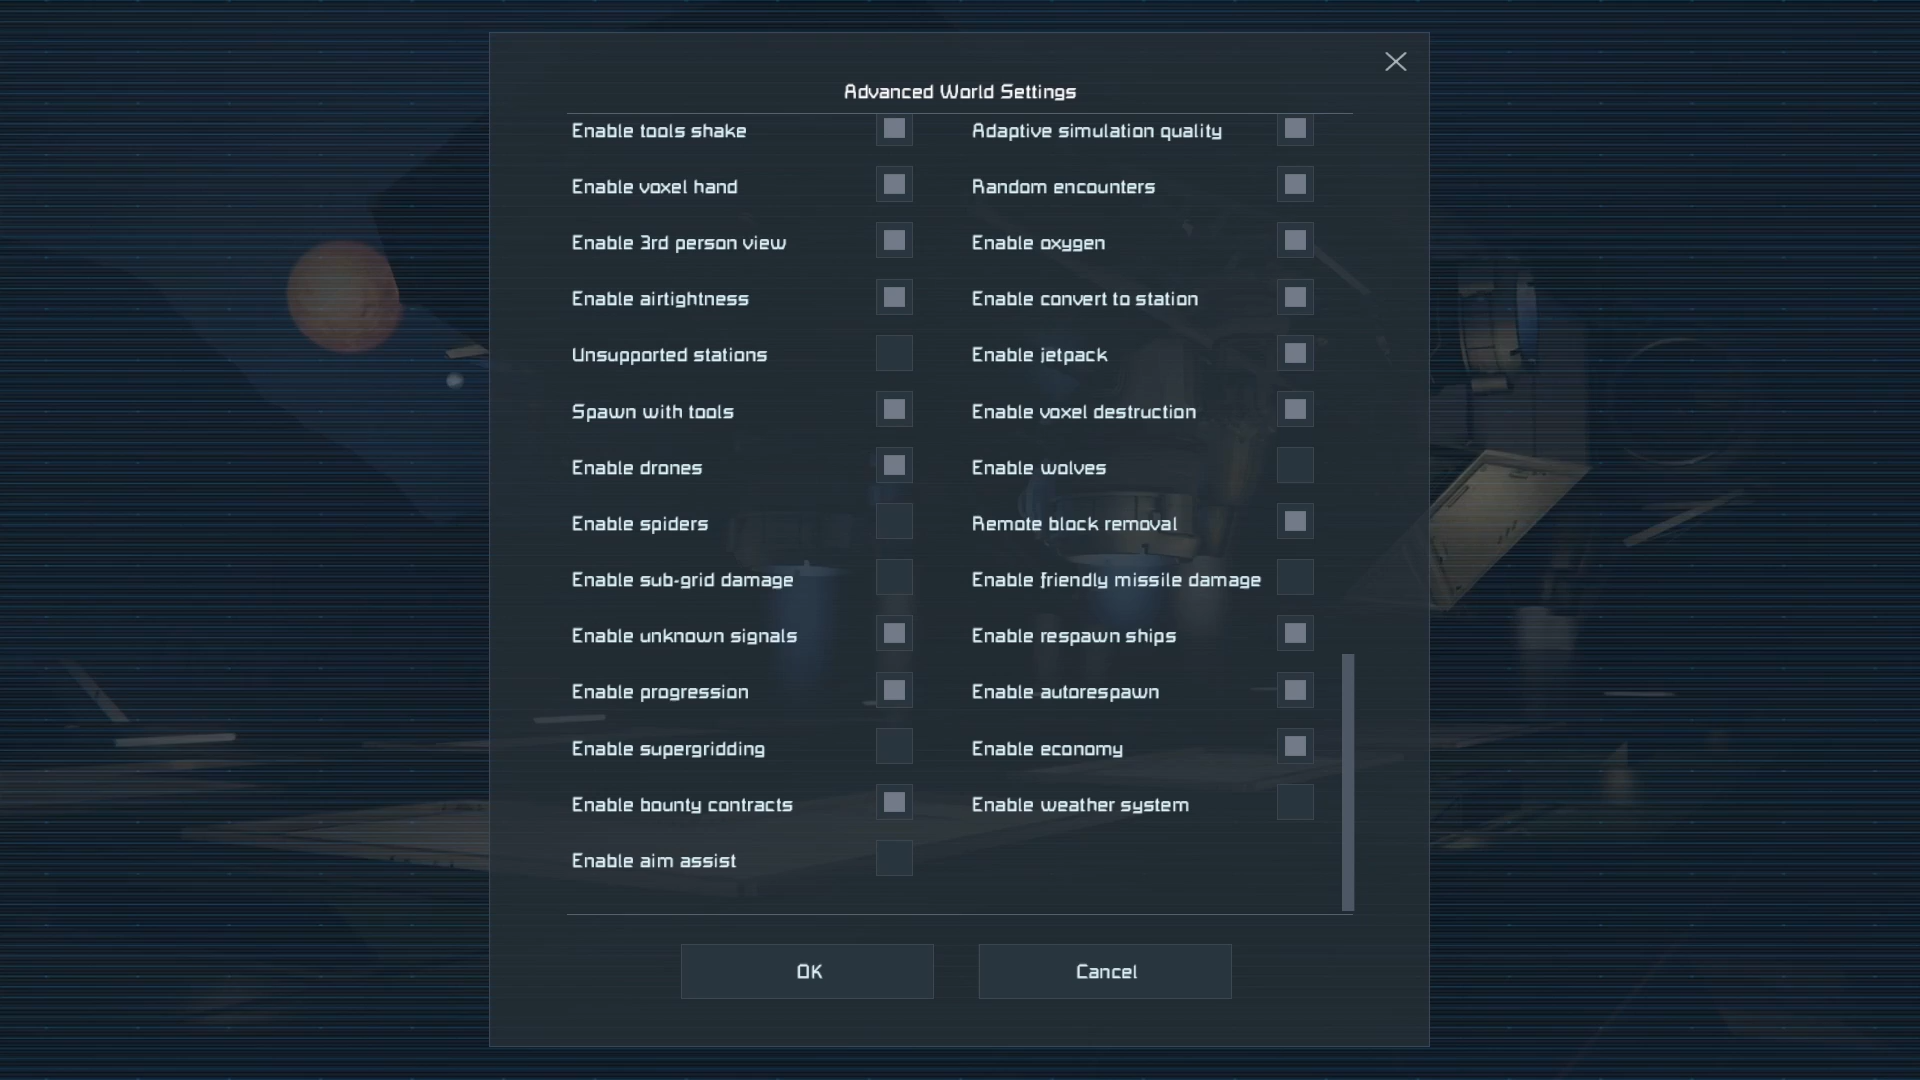 Advanced World Settings
Enable tools shake
Adaptive simulation quality
Enable voxel hand
Random encounters
Enable 3rd person view
Enable oxygen
Enable airtightness
Enable convert to station
Unsupported stations
Enable jetpack
Spawn with tools
Enable voxel destruction
Enable drones
Enable wolves
Enable spiders
Remote block removal
Enable sub-grid damage
Enable friendly missile damage
Enable unknown signals
Enable respawn ships
Enable progression
Enable autorespawn
Enable supergridding
Enable economy
Enable bounty contracts
Enable weather system
Enable aim assist
OK
Cancel